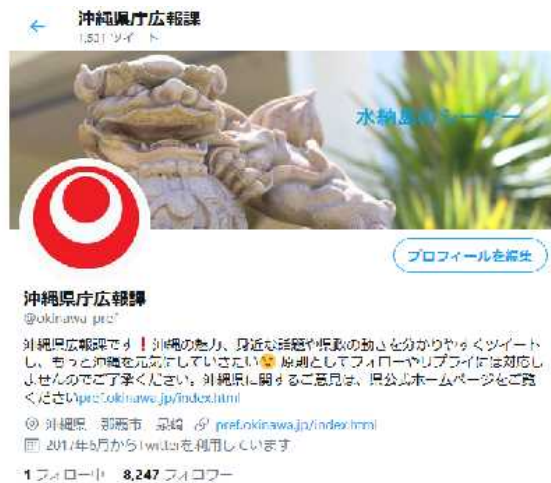 沖縄県庁広報課
1,531 ツイート
水納島のシーサー
プロフィールを編集
沖縄県庁広報課
@okinawa_pref
沖縄県広報課です❗沖縄の魅力、身近な話題や県政の動きを分かりやすくツイート
し、もっと沖縄を元気にしていきたい😉 原則としてフォローやリプライには対応し
ませんのでご了承ください。沖縄県に関するご意見は、県公式ホームページをご覧
くださいpref.okinawa.jp/index.html
沖縄県 那覇市 泉崎 pref.okinawa.jp/index.html
2017年6月からTwitterを利用しています
1 フォロー中 8,247 フォロワー